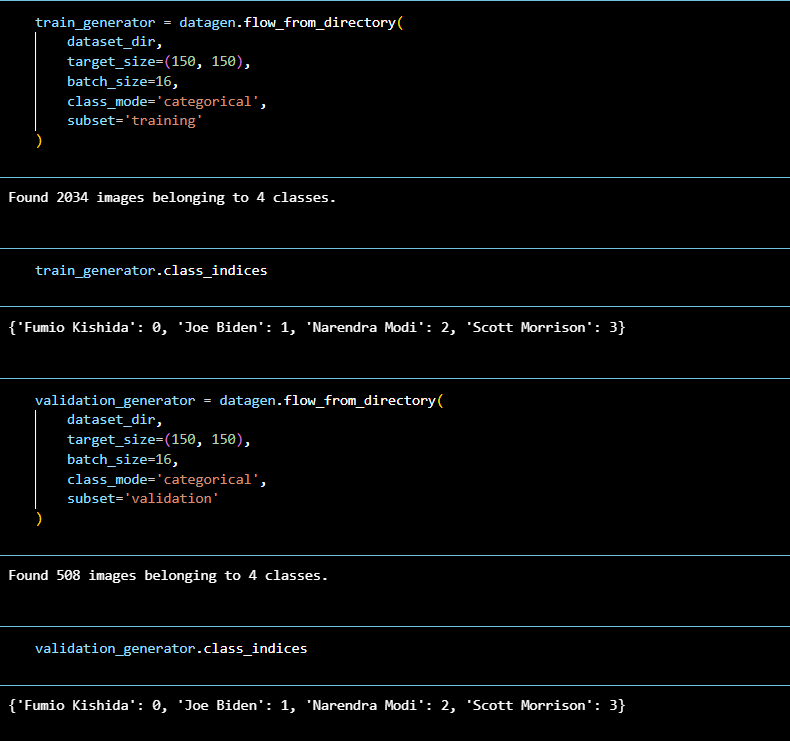 train_generator = datagen.flow_from_directory(
    dataset_dir,
    target_size=(150, 150),
    batch_size=16,
    class_mode='categorical',
    subset='training'
)
Found 2034 images belonging to 4 classes.
train_generator.class_indices
{'Fumio Kishida': 0, 'Joe Biden': 1, 'Narendra Modi': 2, 'Scott Morrison': 3}
validation_generator = datagen.flow_from_directory(
    dataset_dir,
    target_size=(150, 150),
    batch_size=16,
    class_mode='categorical',
    subset='validation'
)
Found 508 images belonging to 4 classes.
validation_generator.class_indices
{'Fumio Kishida': 0, 'Joe Biden': 1, 'Narendra Modi': 2, 'Scott Morrison': 3}